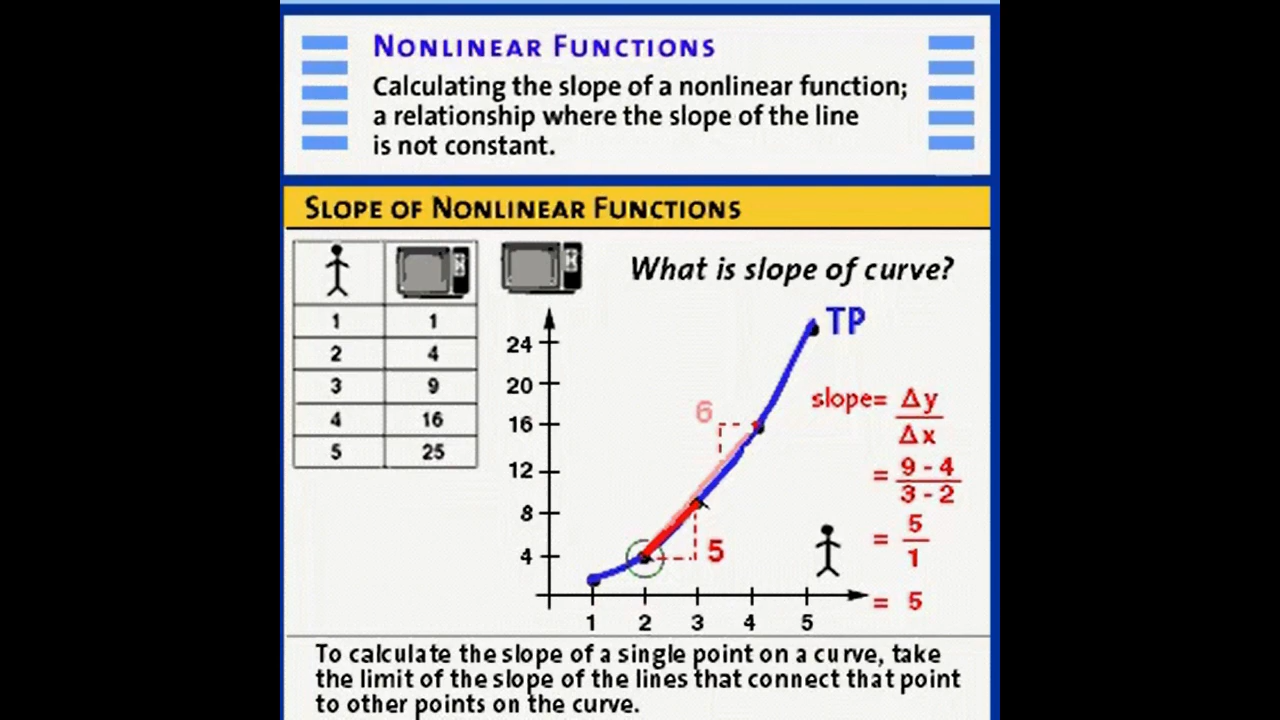 NONLINEAR FUNCTIONS
Calculating the slope of a nonlinear function;
a relationship where the slope of the line
is not constant.
SLOPE OF NONLINEAR FUNCTIONS
What is slope of curve?
1 1
2 4
3 9
4 16
5 25
TP
24
20
16
12
8
4
6
5
1 2 3 4 5
slope= Δy
Δx
= 9 - 4
3 - 2
= 5
1
= 5
To calculate the slope of a single point on a curve, take
the limit of the slope of the lines that connect that point
to other points on the curve.